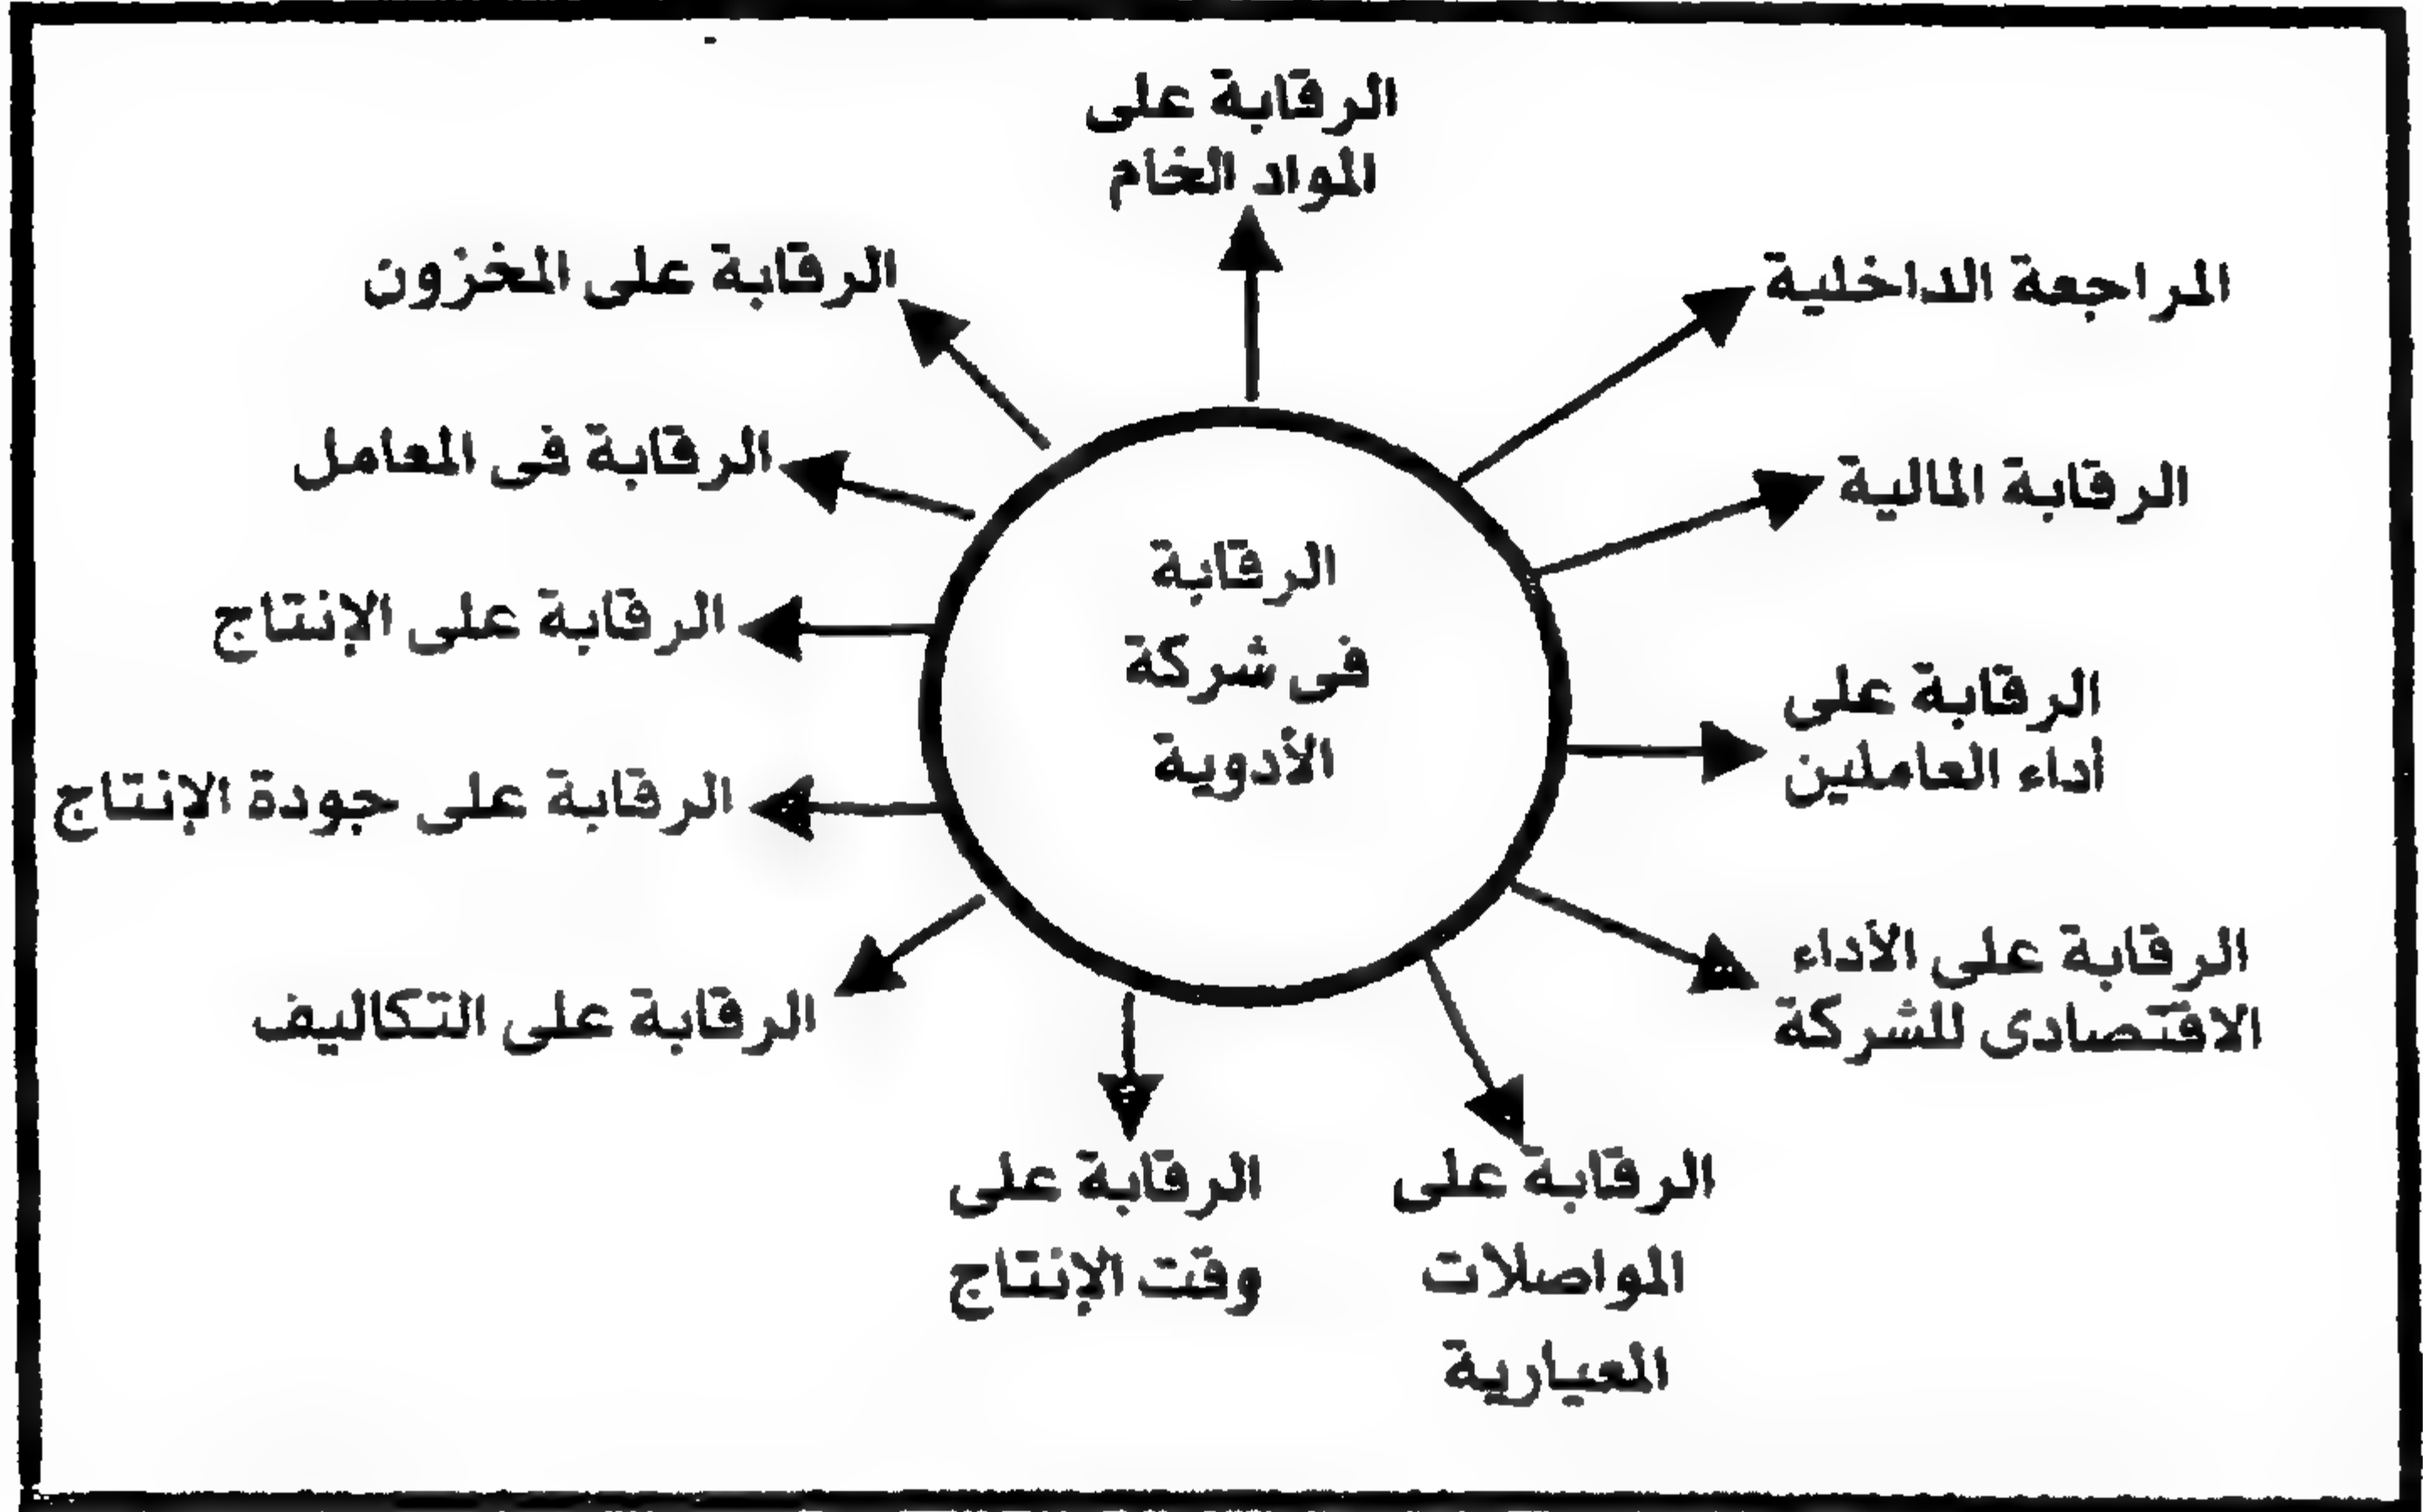 الرقابة على
المواد الخام
المراجعة الداخلية
الرقابة المالية
الرقابة على
أداء العاملين
الرقابة على الأداء
الاقتصادى للشركة
الرقابة على
المواصلات
المعيارية
الرقابة على
وقت الإنتاج
الرقابة على التكاليف
الرقابة على جودة الإنتاج
الرقابة على الإنتاج
الرقابة فى المعامل
الرقابة على المخزون
الرقابة
فى شركة
الأدوية